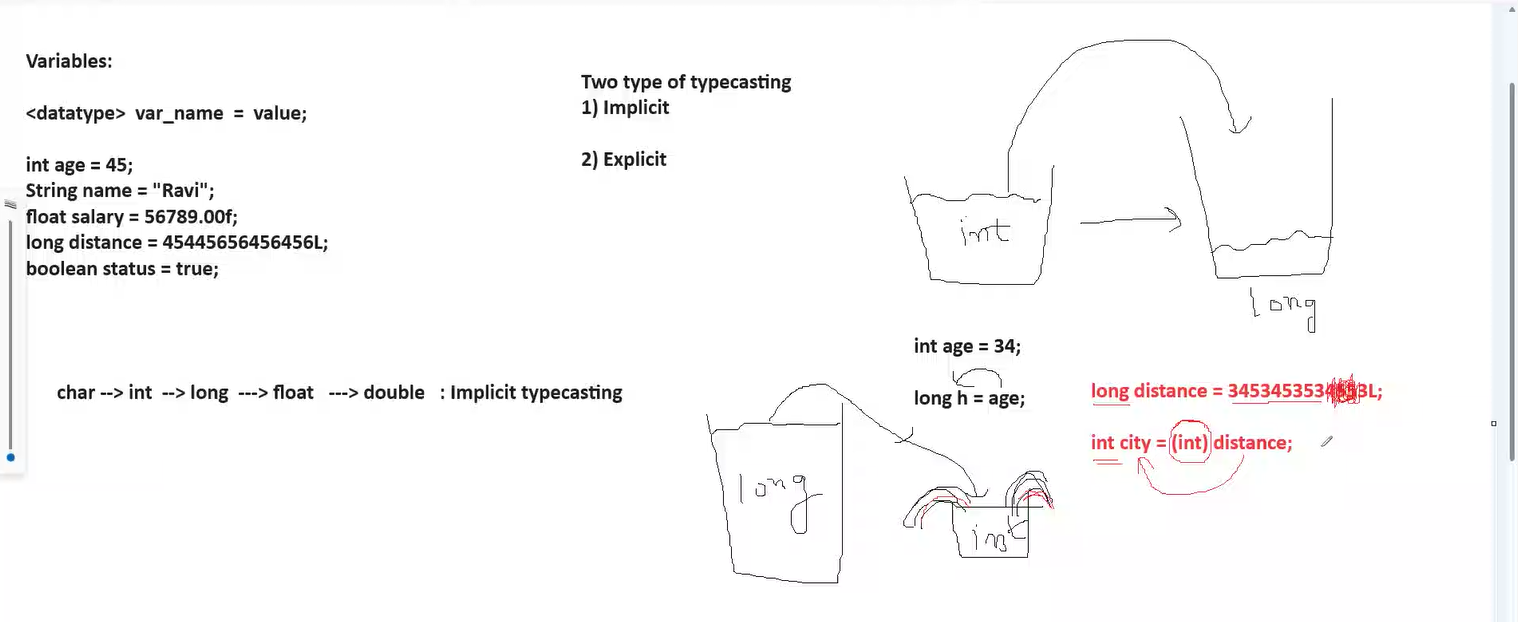 Variables:
<datatype> var_name = value;
int age = 45;
String name = "Ravi";
float salary = 56789.00f;
long distance = 45445656456456L;
boolean status = true;
char --> int --> long ---> float ---> double : Implicit typecasting
Two type of typecasting
1) Implicit
2) Explicit
int
long
int age = 34;
long h = age;
long
int
long distance = 3453453534
3L;
int city = (int) distance;